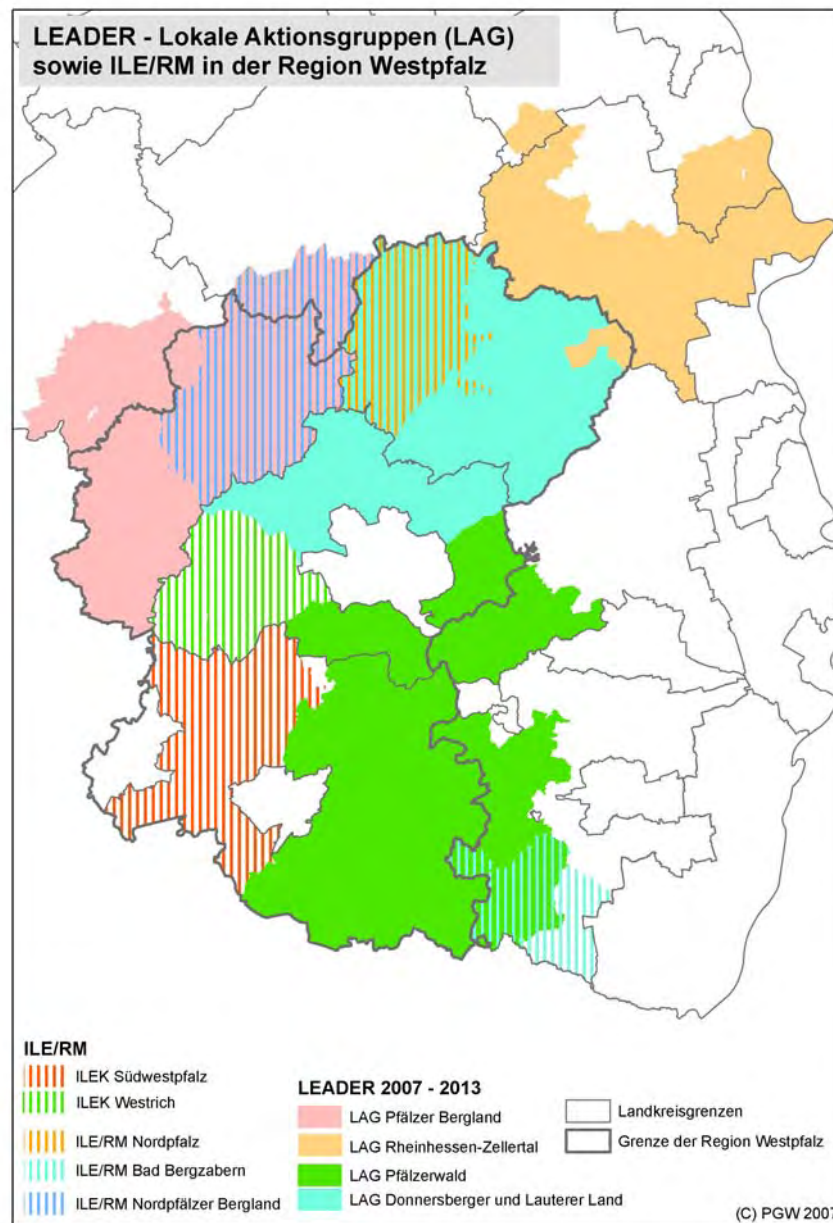 LEADER - Lokale Aktionsgruppen (LAG)
sowie ILE/RM in der Region Westpfalz
ILE/RM
ILEK Südwestpfalz
ILEK Westrich
ILE/RM Nordpfalz
ILE/RM Bad Bergzabern
ILE/RM Nordpfälzer Bergland
LEADER 2007 - 2013
LAG Pfälzer Bergland
LAG Rheinhessen-Zellertal
LAG Pfälzerwald
LAG Donnersberger und Lauterer Land
Landkreisgrenzen
Grenze der Region Westpfalz
(C) PGW 2007